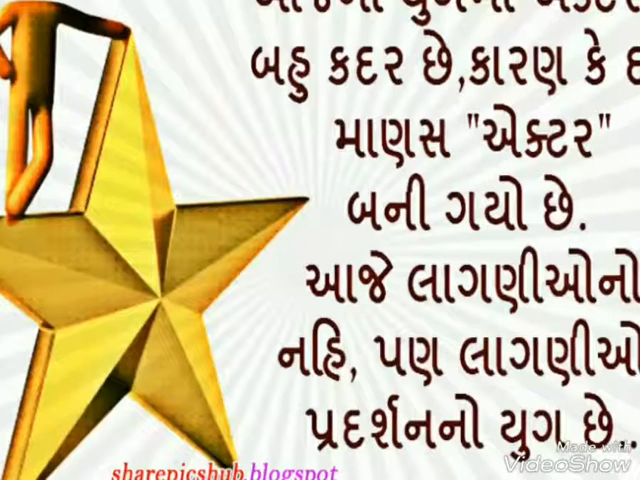 બહુ કદર છે,કારણ કે
માણસ "એક્ટર"
બની ગયો છે.
આજે લાગણીઓનો
નહિ, પણ લાગણીઓ
પ્રદર્શનનો યુગ છે..
sharepicshub.blogspot
Made with
VideoShow